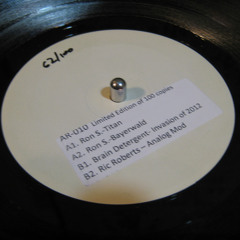 62/100
AR-010 Limited Edition of 100 copies
A1. Ron S.-Titan
A2. Ron S.-Bayerwald
B1. Brain Detergent- Invasion of 2012
B2. Ric Roberts – Analog Mod